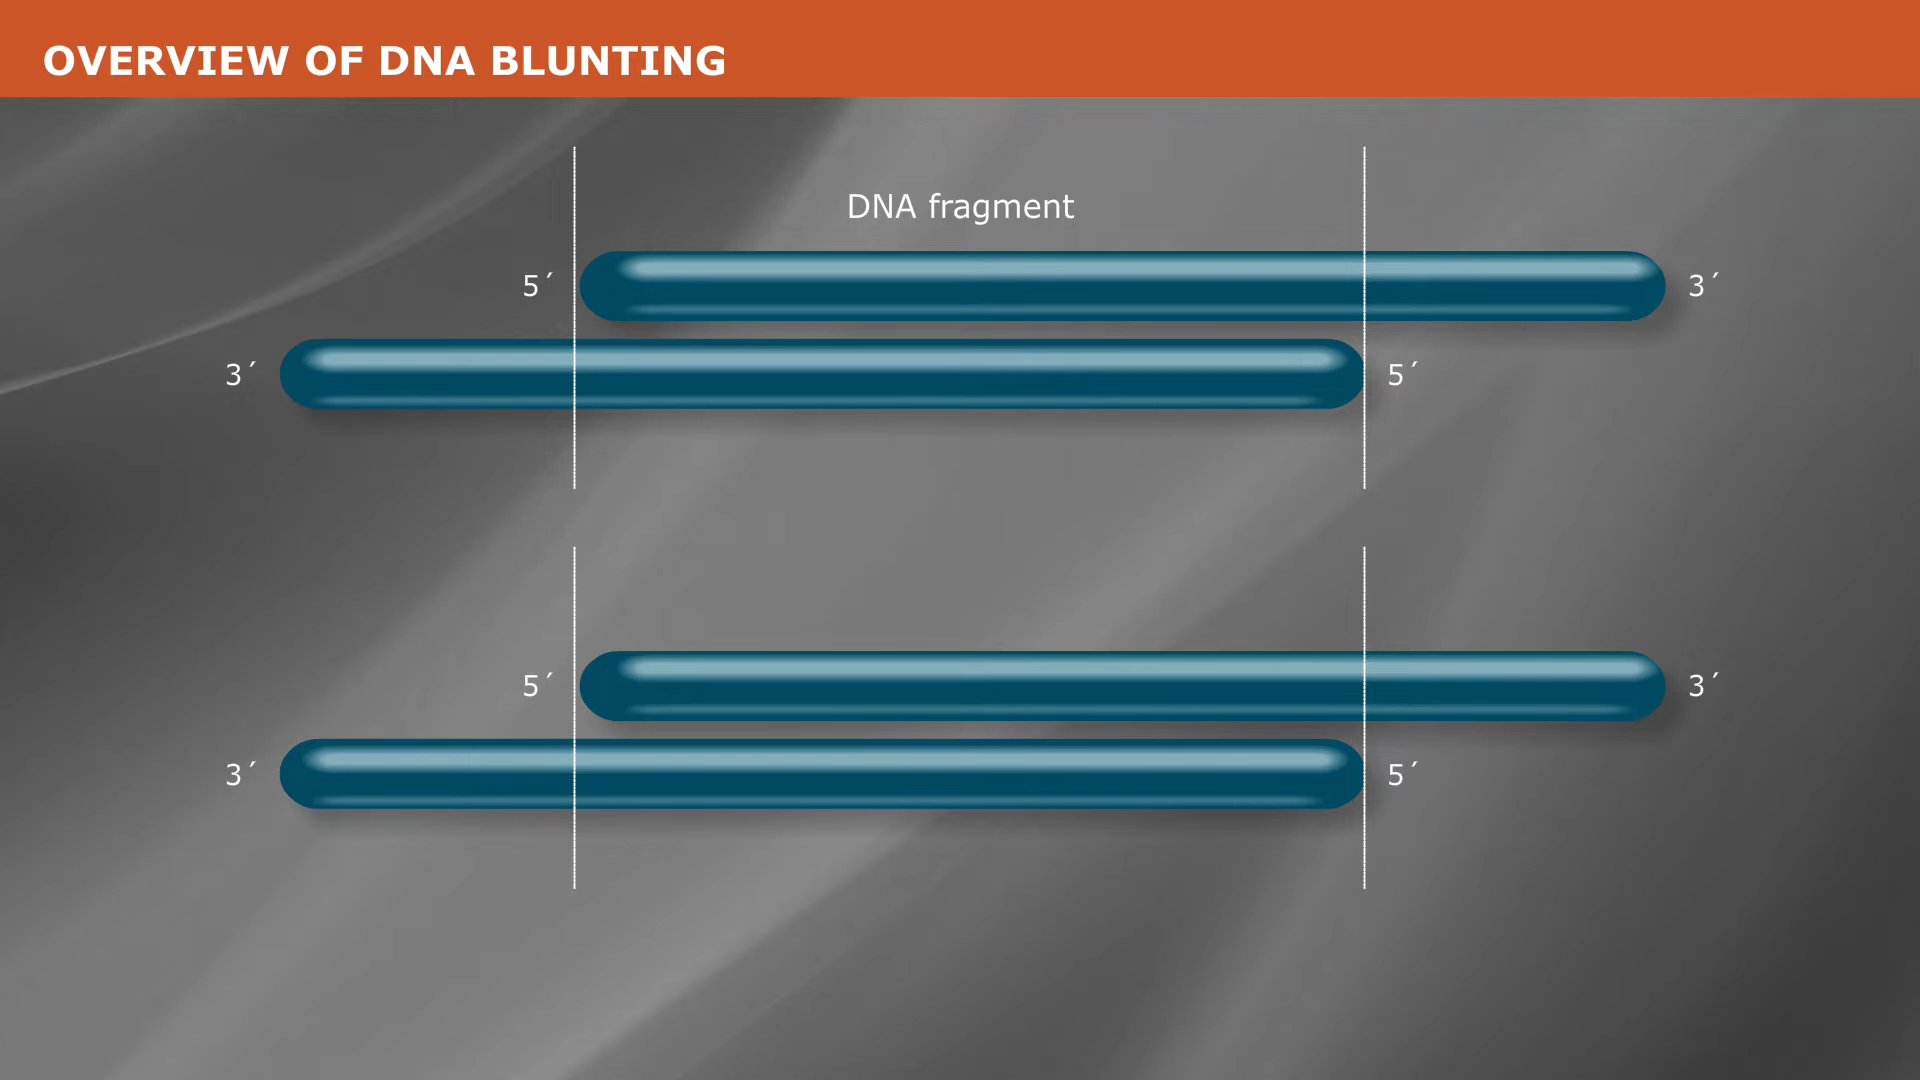 OVERVIEW OF DNA BLUNTING
DNA fragment
5´ 3´
3´ 5´
5´ 3´
3´ 5´